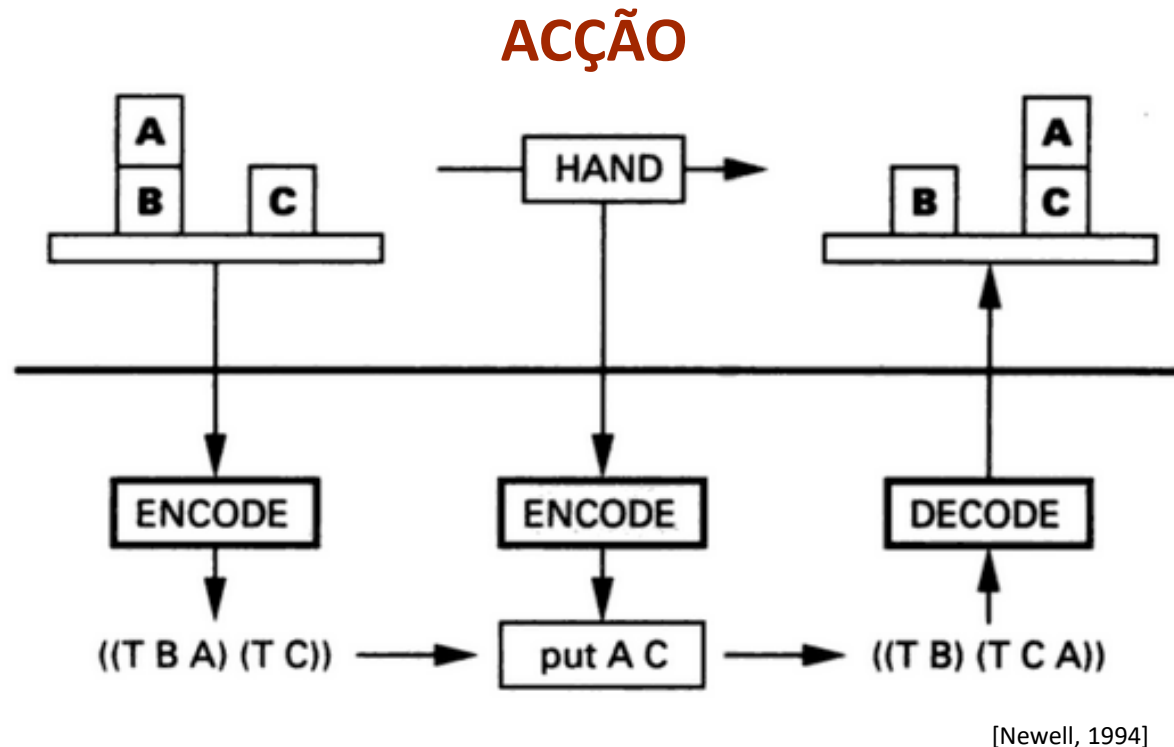 ACÇÃO
A
B
C
HAND
B
A
C
ENCODE
ENCODE
DECODE
((T B A) (T C))
put A C
((T B) (T C A))
[Newell, 1994]